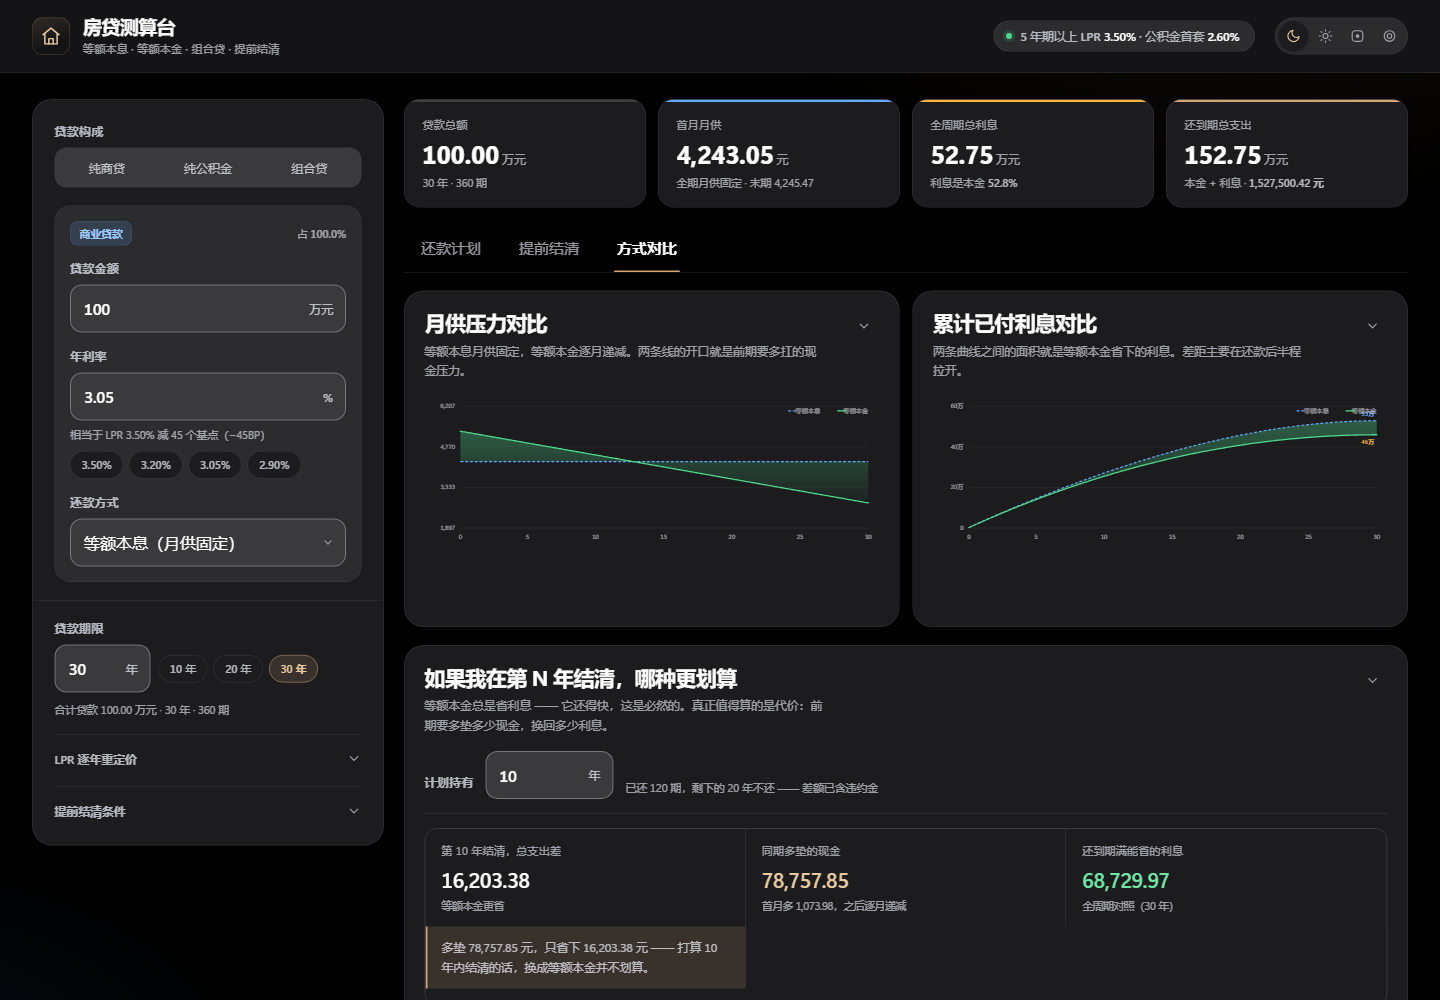 房贷测算台
等额本息 · 等额本金 · 组合贷 · 提前结清
5 年期以上 LPR 3.50% · 公积金首套 2.60%
贷款构成
纯商贷 纯公积金 组合贷
商业贷款 占 100.0%
贷款金额
100 万元
年利率
3.05 %
相当于 LPR 3.50% 减 45 个基点（−45BP）
3.50% 3.20% 3.05% 2.90%
还款方式
等额本息（月供固定）
贷款期限
30 年 10 年 20 年 30 年
合计贷款 100.00 万元 · 30 年 · 360 期
LPR 逐年重定价
提前结清条件
贷款总额
100.00 万元
30 年 · 360 期
首月月供
4,243.05 元
全期月供固定 · 末期 4,245.47
全周期总利息
52.75 万元
利息是本金 52.8%
还到期总支出
152.75 万元
本金 + 利息 · 1,527,500.42 元
还款计划 提前结清 方式对比
月供压力对比
等额本息月供固定，等额本金逐月递减。两条线的开口就是前期要多扛的现
金压力。
等额本息 等额本金
6,207
4,770
3,333
1,897
0 5 10 15 20 25 30
累计已付利息对比
两条曲线之间的面积就是等额本金省下的利息。差距主要在还款后半程
拉开。
等额本息 等额本金
60万
40万
20万
0
46万
0 5 10 15 20 25 30
如果我在第 N 年结清，哪种更划算
等额本金总是省利息 —— 它还得快，这是必然的。真正值得算的是代价：前
期要多垫多少现金，换回多少利息。
计划持有 10 年 已还 120 期，剩下的 20 年不还 —— 差额已含违约金
第 10 年结清，总支出差
16,203.38
等额本金更省
同期多垫的现金
78,757.85
首月多 1,073.98，之后逐月递减
还到期满能省的利息
68,729.97
全周期对照（30 年）
多垫 78,757.85 元，只省下 16,203.38 元 —— 打算 10
年内结清的话，换成等额本金并不划算。